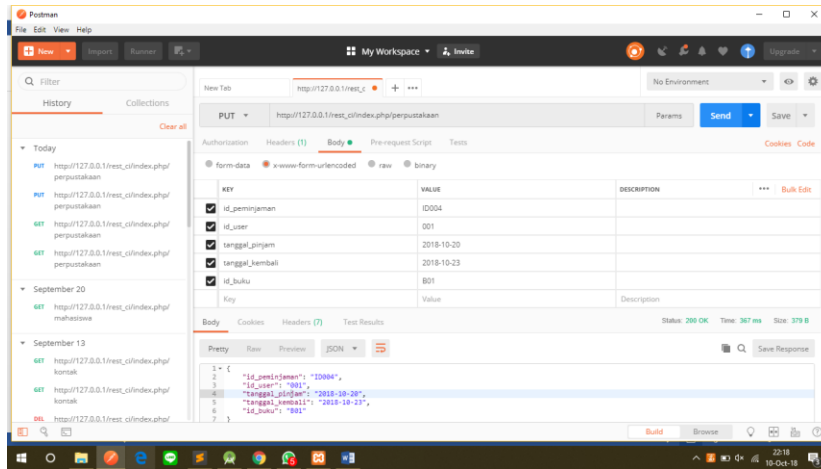 Postman
File Edit View Help
New Import Runner My Workspace Invite Upgrade
Filter
History Collections
Clear all
Today
PUT http://127.0.0.1/rest_ci/index.php/
perpustakaan
PUT http://127.0.0.1/rest_ci/index.php/
perpustakaan
GET http://127.0.0.1/rest_ci/index.php/
perpustakaan
GET http://127.0.0.1/rest_ci/index.php/
perpustakaan
September 20
GET http://127.0.0.1/rest_ci/index.php/
mahasiswa
September 13
GET http://127.0.0.1/rest_ci/index.php/
kontak
GET http://127.0.0.1/rest_ci/index.php/
kontak
DEL http://127.0.0.1/rest_ci/index.php/
New Tab http://127.0.0.1/rest_c No Environment
PUT http://127.0.0.1/rest_ci/index.php/perpustakaan Params Send Save
Authorization Headers (1) Body Pre-request Script Tests Cookies Code
form-data x-www-form-urlencoded raw binary
KEY VALUE DESCRIPTION Bulk Edit
id_peminjaman ID004
id_user 001
tanggal_pinjam 2018-10-20
tanggal_kembali 2018-10-23
id_buku B01
Key Value Description
Body Cookies Headers (7) Test Results Status: 200 OK Time: 367 ms Size: 379 B
Pretty Raw Preview JSON Save Response
1 {
2 "id_peminjaman": "ID004",
3 "id_user": "001",
4 "tanggal_pinjam": "2018-10-20",
5 "tanggal_kembali": "2018-10-23",
6 "id_buku": "B01"
7 }
Build Browse
22:18
10-Oct-18